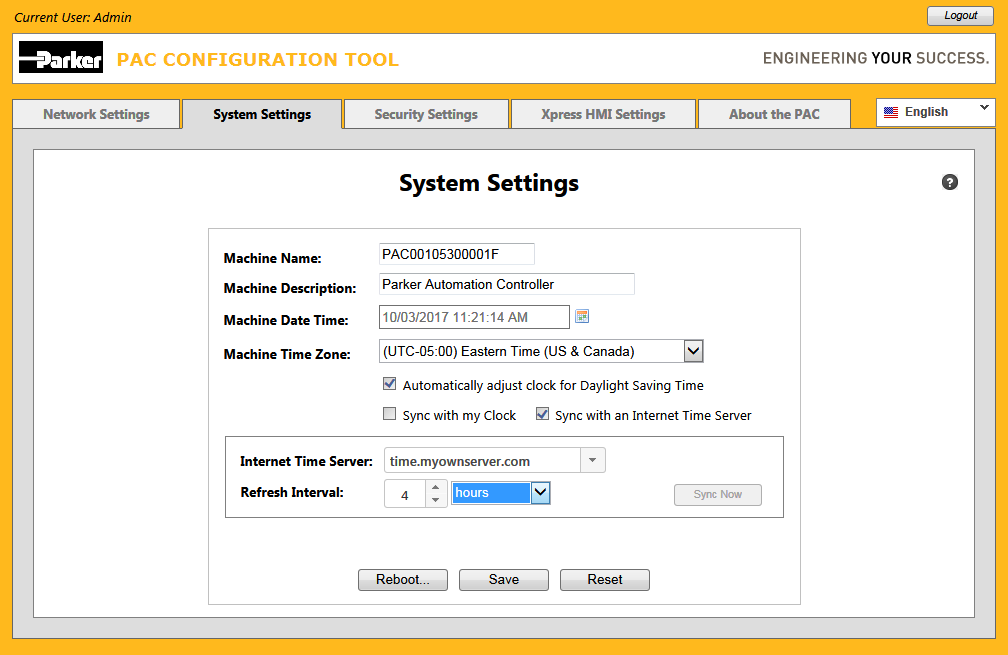 Current User: Admin
Logout
Parker
PAC CONFIGURATION TOOL
ENGINEERING YOUR SUCCESS.
Network Settings
System Settings
Security Settings
Xpress HMI Settings
About the PAC
English
System Settings
?
Machine Name: PAC00105300001F
Machine Description: Parker Automation Controller
Machine Date Time: 10/03/2017 11:21:14 AM
Machine Time Zone: (UTC-05:00) Eastern Time (US & Canada)
Automatically adjust clock for Daylight Saving Time
Sync with my Clock Sync with an Internet Time Server
Internet Time Server: time.myownserver.com
Refresh Interval: 4 hours
Sync Now
Reboot... Save Reset